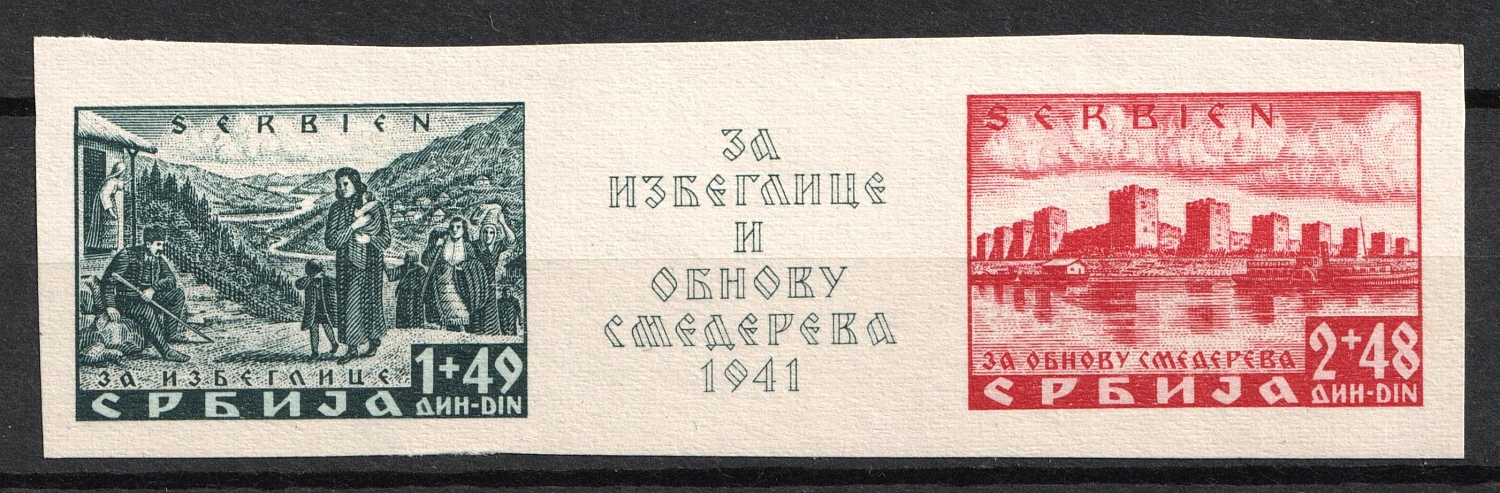 SERBIEN
ЗА ИЗБЕГЛИЦЕ
1+49
СРБИЈА
ДИН-DIN
ЗА
ИЗБЕГЛИЦЕ
И
ОБНОВУ
СМЕДЕРЕВА
1941
SERBIEN
ЗА ОБНОВУ СМЕДЕРЕВА
2+48
СРБИЈА
ДИН-DIN